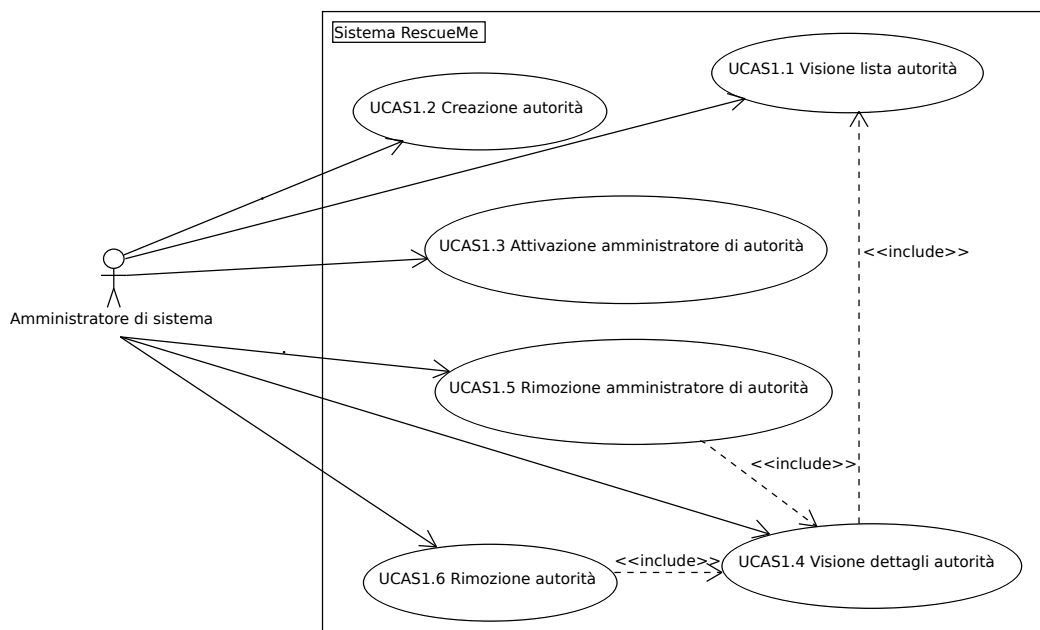 Sistema RescueMe
UCAS1.1 Visione lista autorità
UCAS1.2 Creazione autorità
UCAS1.3 Attivazione amministratore di autorità
<<include>>
Amministratore di sistema
UCAS1.5 Rimozione amministratore di autorità
<<include>>
<<include>>
UCAS1.4 Visione dettagli autorità
UCAS1.6 Rimozione autorità